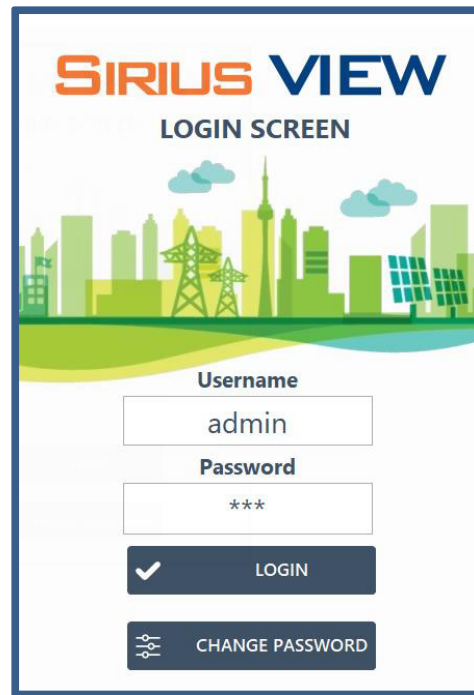 SIRIUS VIEW
LOGIN SCREEN
Username
admin
Password
***
LOGIN
CHANGE PASSWORD